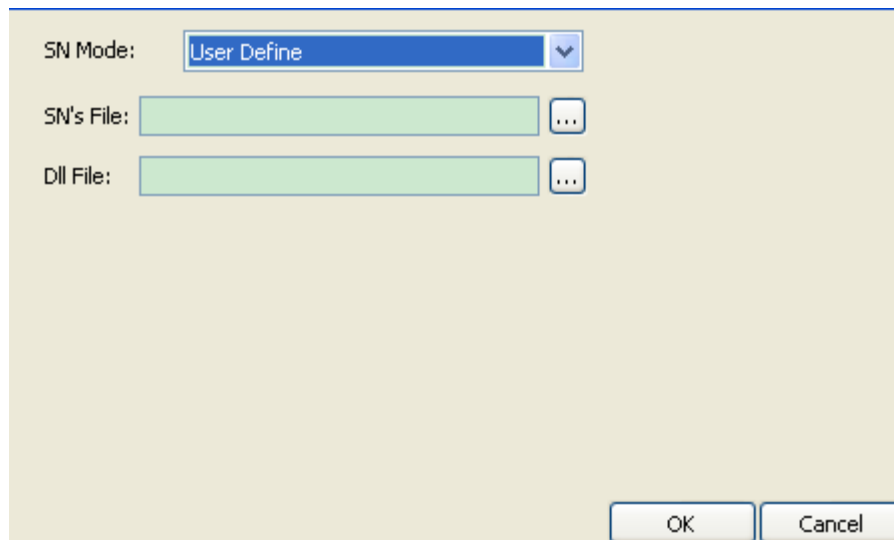 SN Mode: User Define
SN's File: ...
Dll File: ...
OK Cancel